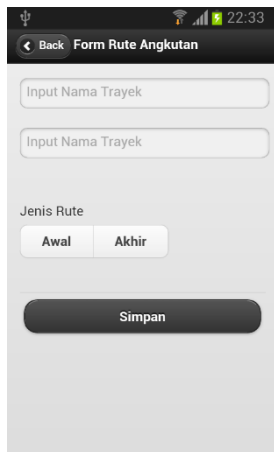 22:33
Back Form Rute Angkutan
Input Nama Trayek
Input Nama Trayek
Jenis Rute
Awal Akhir
Simpan